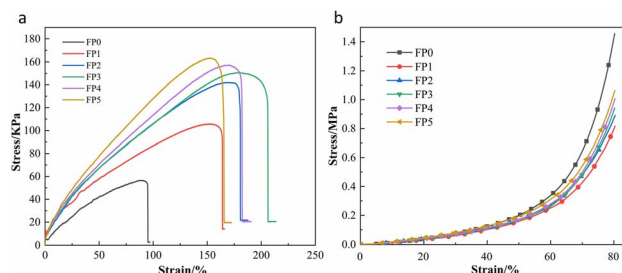 a
FP0
FP1
FP2
FP3
FP4
FP5
Stress/KPa
180
160
140
120
100
80
60
40
20
0
0 50 100 150 200 250
Strain/%
b
FP0
FP1
FP2
FP3
FP4
FP5
Stress/MPa
1.4
1.2
1.0
0.8
0.6
0.4
0.2
0.0
0 20 40 60 80
Strain/%